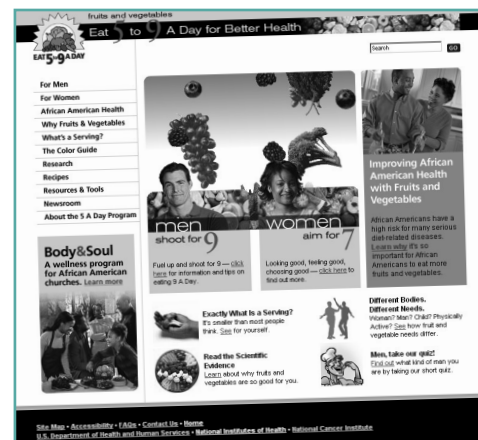 fruits and vegetables
Eat 5 to 9 A Day for Better Health
EAT 5 to 9 A DAY
Search
GO
For Men
For Women
African American Health
Why Fruits & Vegetables
What's a Serving?
The Color Guide
Research
Recipes
Resources & Tools
Newsroom
About the 5 A Day Program
men
shoot for 9
Fuel up and shoot for 9 — click
here for information and tips on
eating 9 A Day.
women
aim for 7
Looking good, feeling good,
choosing good — click here to
find out more.
Improving African
American Health
with Fruits and
Vegetables
African Americans have a
high risk for many serious
diet-related diseases.
Learn why it's so
important for African
Americans to eat more
fruits and vegetables.
Body&Soul
A wellness program
for African American
churches. Learn more
Exactly What Is a Serving?
It's smaller than most people
think. See for yourself.
Read the Scientific
Evidence
Learn about why fruits and
vegetables are so good for you.
Different Bodies.
Different Needs.
Woman? Man? Child? Physically
Active? See how fruit and
vegetable needs differ.
Men, take our quiz!
Find out what kind of man you
are by taking our short quiz.
Site Map • Accessibility • FAQs • Contact Us • Home
U.S. Department of Health and Human Services • National Institutes of Health • National Cancer Institute